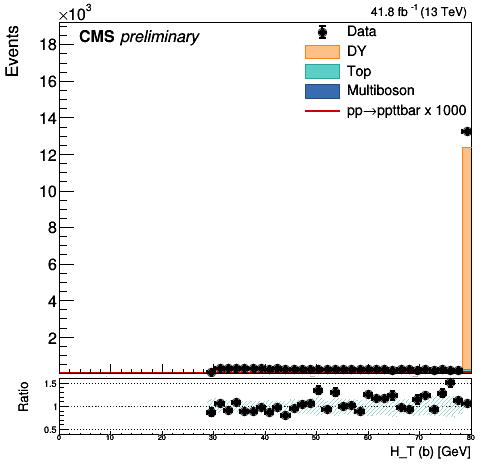 ×10³
41.8 fb⁻¹ (13 TeV)
Events
CMS preliminary
Data
DY
Top
Multiboson
pp→ppttbar x 1000
18
16
14
12
10
8
6
4
2
Ratio
1.5
1
0.5
0 10 20 30 40 50 60 70 80
H_T (b) [GeV]